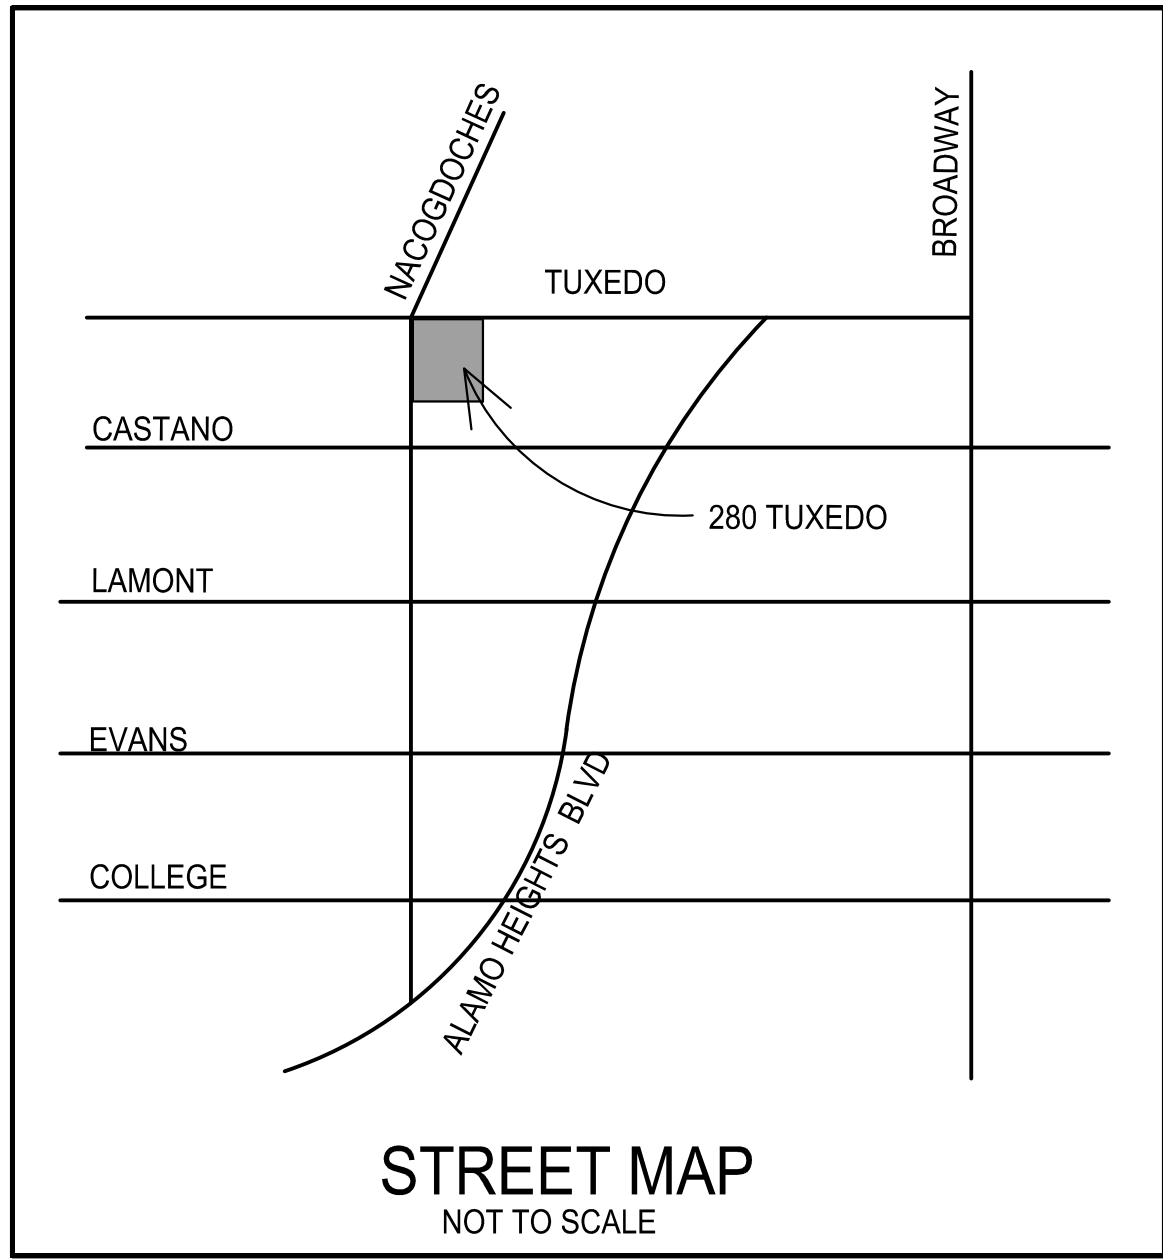 NACOGDOCHES
BROADWAY
TUXEDO
CASTANO
280 TUXEDO
LAMONT
EVANS
ALAMO HEIGHTS BLVD
COLLEGE
STREET MAP
NOT TO SCALE